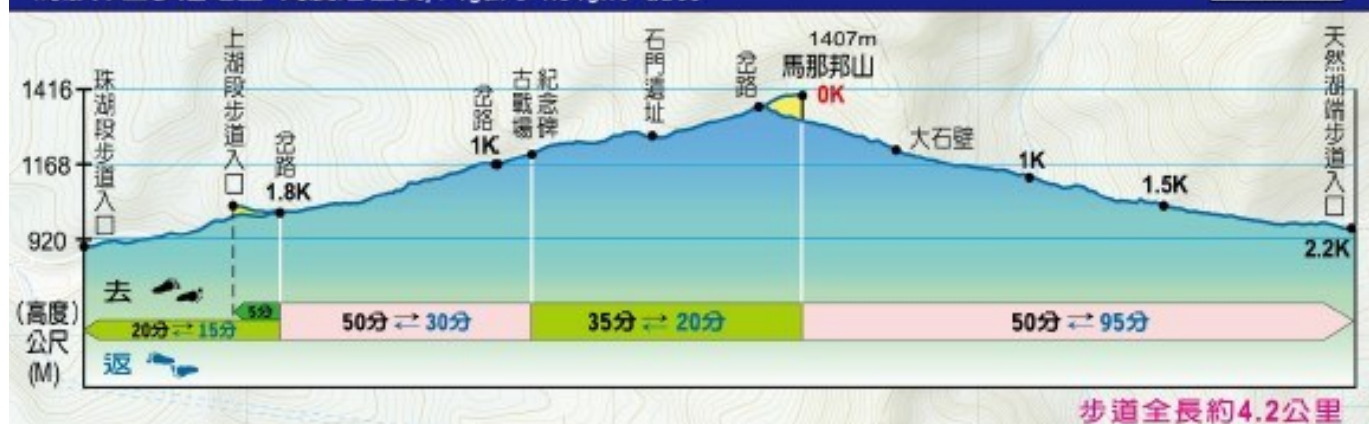 1407m
馬那邦山
0K
上湖段步道入口
石門遺址
岔路
天然湖端步道入口
珠湖段步道入口
岔路
古戰場
紀念碑
岔路
1416
1168
920
1K
1.8K
大石壁
1K
1.5K
2.2K
去
5分
(高度)
公尺
(M)
20分⇄15分
50分⇄30分
35分⇄20分
50分⇄95分
返
步道全長約4.2公里